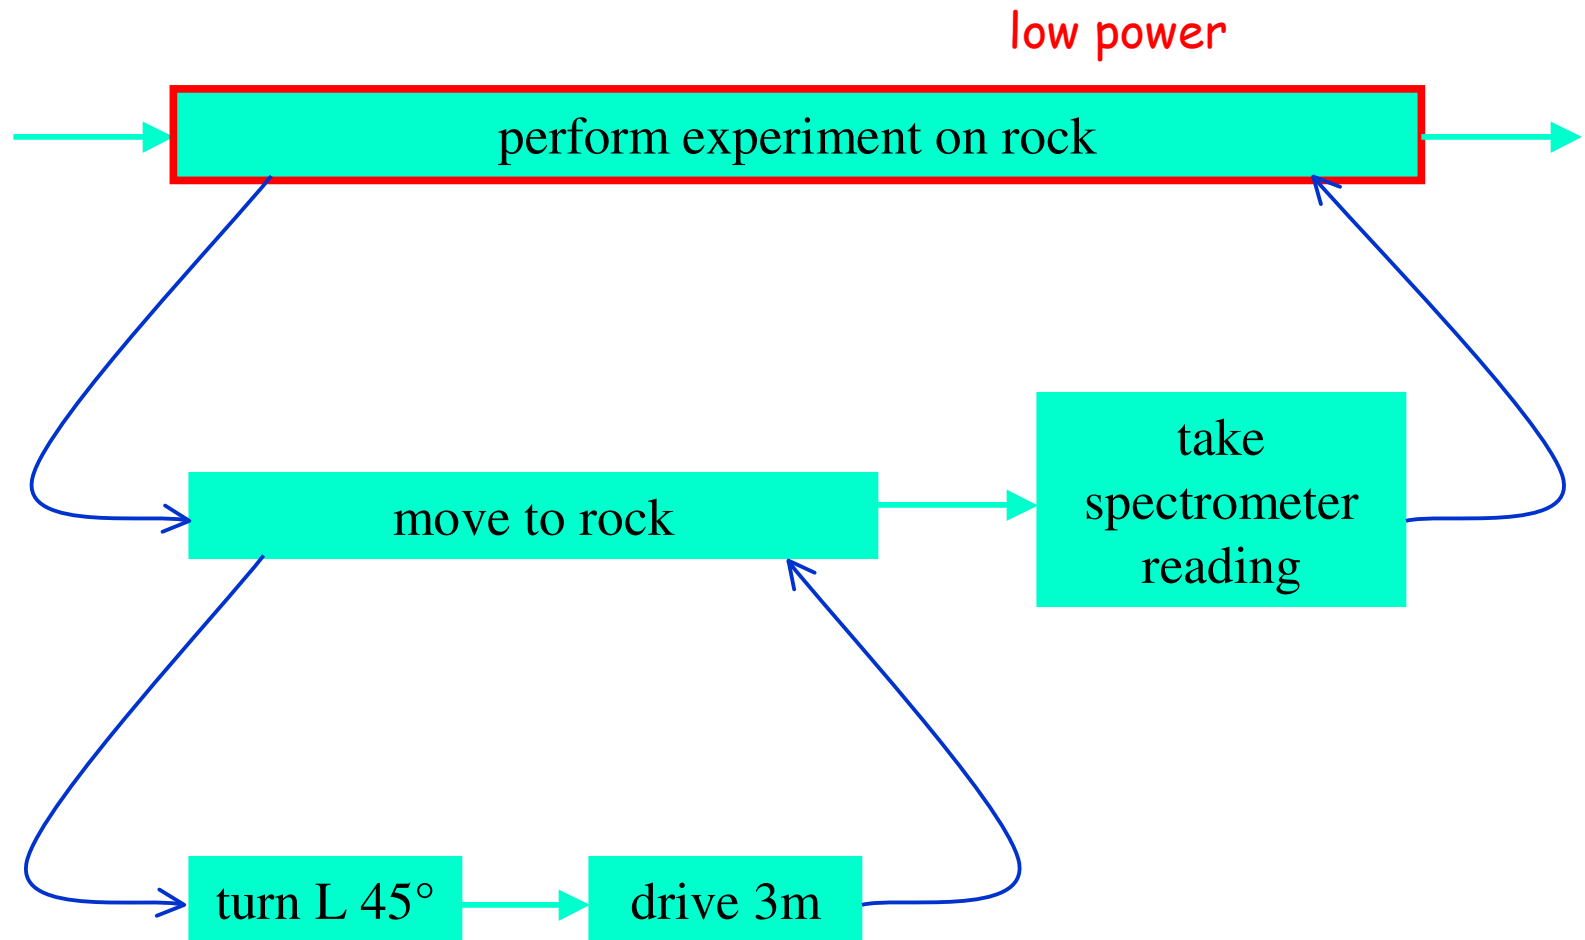 low power
perform experiment on rock
move to rock
take
spectrometer
reading
turn L 45°
drive 3m